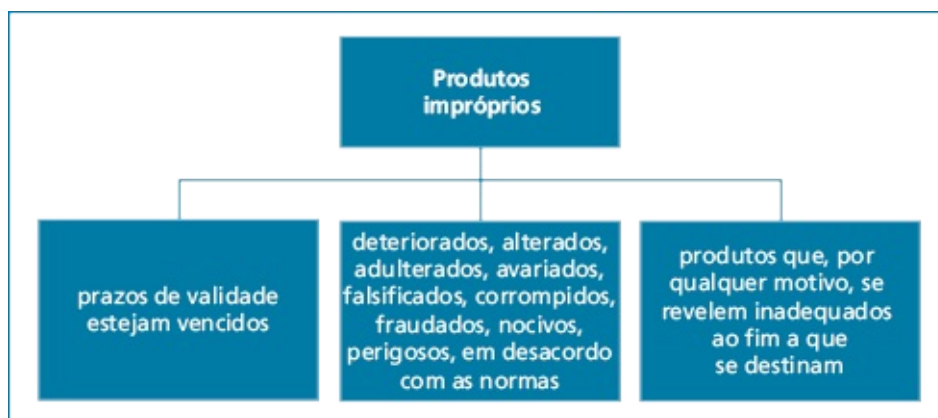 Produtos
impróprios
prazos de validade
estejam vencidos
deteriorados, alterados,
adulterados, avariados,
falsificados, corrompidos,
fraudados, nocivos,
perigosos, em desacordo
com as normas
produtos que, por
qualquer motivo, se
revelem inadequados
ao fim a que
se destinam